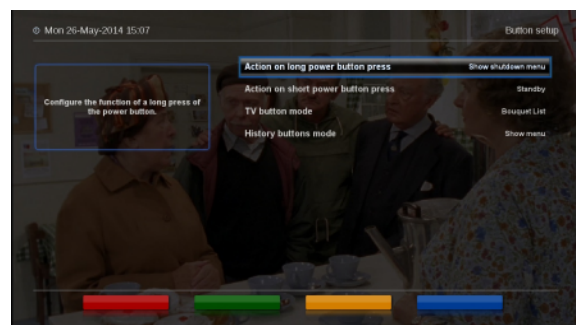 Mon 26-May-2014 15:07
Button setup
Configure the function of a long press of
the power button.
Action on long power button press Show shutdown menu
Action on short power button press Standby
TV button mode Bouquet List
History buttons mode Show menu